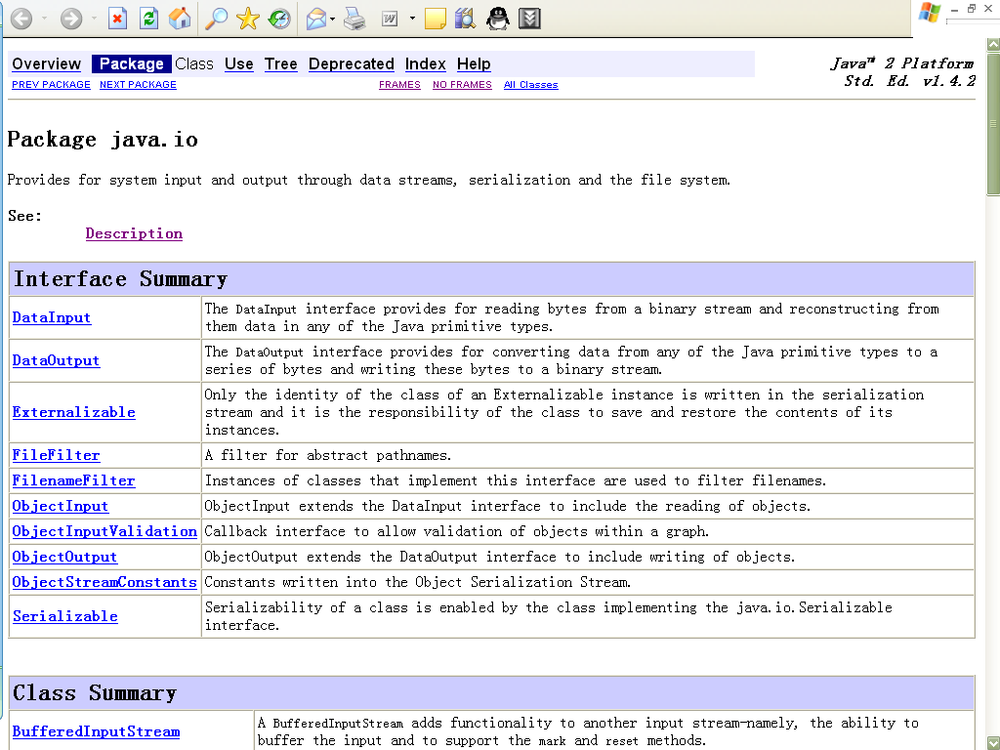 Overview Package Class Use Tree Deprecated Index Help
Java™ 2 Platform
Std. Ed. v1.4.2
PREV PACKAGE NEXT PACKAGE FRAMES NO FRAMES All Classes
Package java.io
Provides for system input and output through data streams, serialization and the file system.
See:
Description
Interface Summary
DataInput
The DataInput interface provides for reading bytes from a binary stream and reconstructing from
them data in any of the Java primitive types.
DataOutput
The DataOutput interface provides for converting data from any of the Java primitive types to a
series of bytes and writing these bytes to a binary stream.
Externalizable
Only the identity of the class of an Externalizable instance is written in the serialization
stream and it is the responsibility of the class to save and restore the contents of its
instances.
FileFilter A filter for abstract pathnames.
FilenameFilter Instances of classes that implement this interface are used to filter filenames.
ObjectInput ObjectInput extends the DataInput interface to include the reading of objects.
ObjectInputValidation Callback interface to allow validation of objects within a graph.
ObjectOutput ObjectOutput extends the DataOutput interface to include writing of objects.
ObjectStreamConstants Constants written into the Object Serialization Stream.
Serializable
Serializability of a class is enabled by the class implementing the java.io.Serializable
interface.
Class Summary
BufferedInputStream
A BufferedInputStream adds functionality to another input stream-namely, the ability to
buffer the input and to support the mark and reset methods.